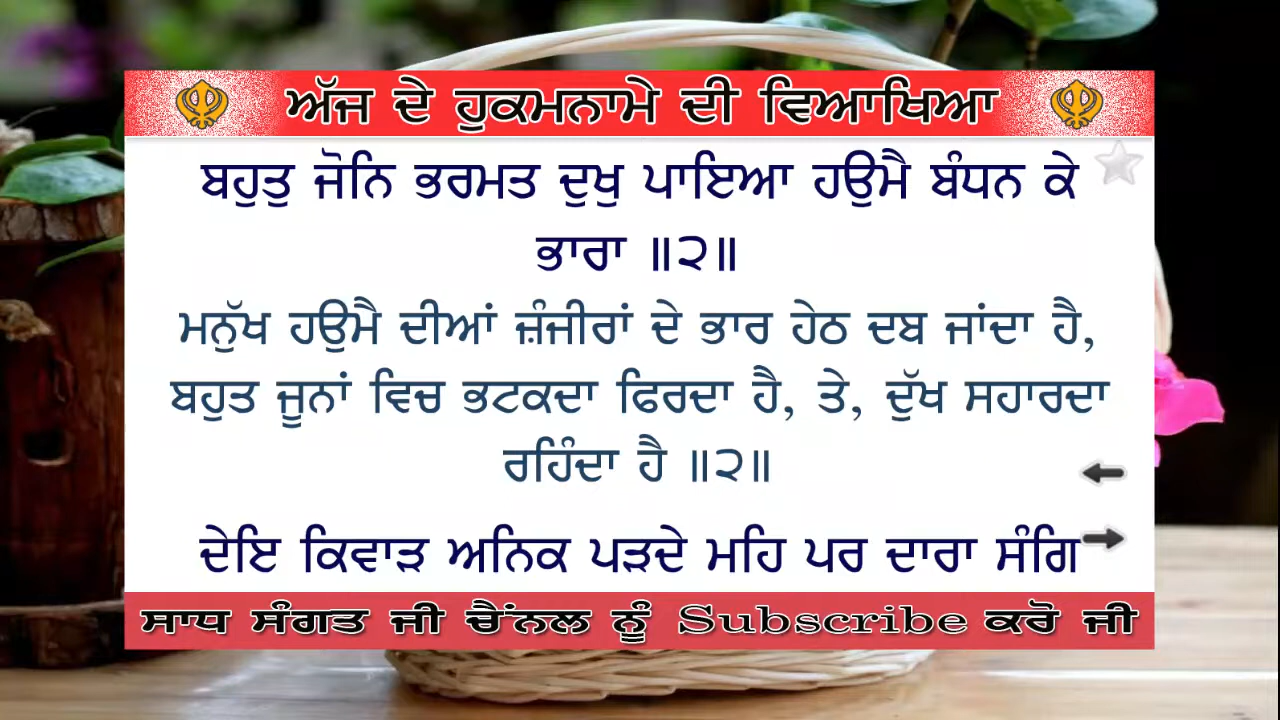 ਅੱਜ ਦੇ ਹੁਕਮਨਾਮੇ ਦੀ ਵਿਆਖਿਆ
ਬਹੁਤੁ ਜੋਨਿ ਭਰਮਤ ਦੁਖੁ ਪਾਇਆ ਹਉਮੈ ਬੰਧਨ ਕੇ
ਭਾਰਾ ॥੨॥
ਮਨੁੱਖ ਹਉਮੈ ਦੀਆਂ ਜ਼ੰਜੀਰਾਂ ਦੇ ਭਾਰ ਹੇਠ ਦਬ ਜਾਂਦਾ ਹੈ,
ਬਹੁਤ ਜੂਨਾਂ ਵਿਚ ਭਟਕਦਾ ਫਿਰਦਾ ਹੈ, ਤੇ, ਦੁੱਖ ਸਹਾਰਦਾ
ਰਹਿੰਦਾ ਹੈ ॥੨॥
ਦੇਇ ਕਿਵਾੜ ਅਨਿਕ ਪੜਦੇ ਮਹਿ ਪਰ ਦਾਰਾ ਸੰਗਿ
ਸਾਧ ਸੰਗਤ ਜੀ ਚੈਂਨਲ ਨੂੰ Subscribe ਕਰੋ ਜੀ